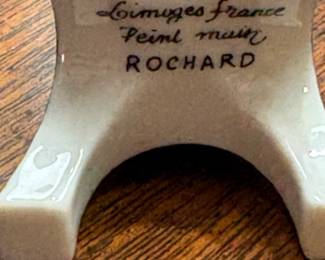 Limoges france
Peint main
ROCHARD